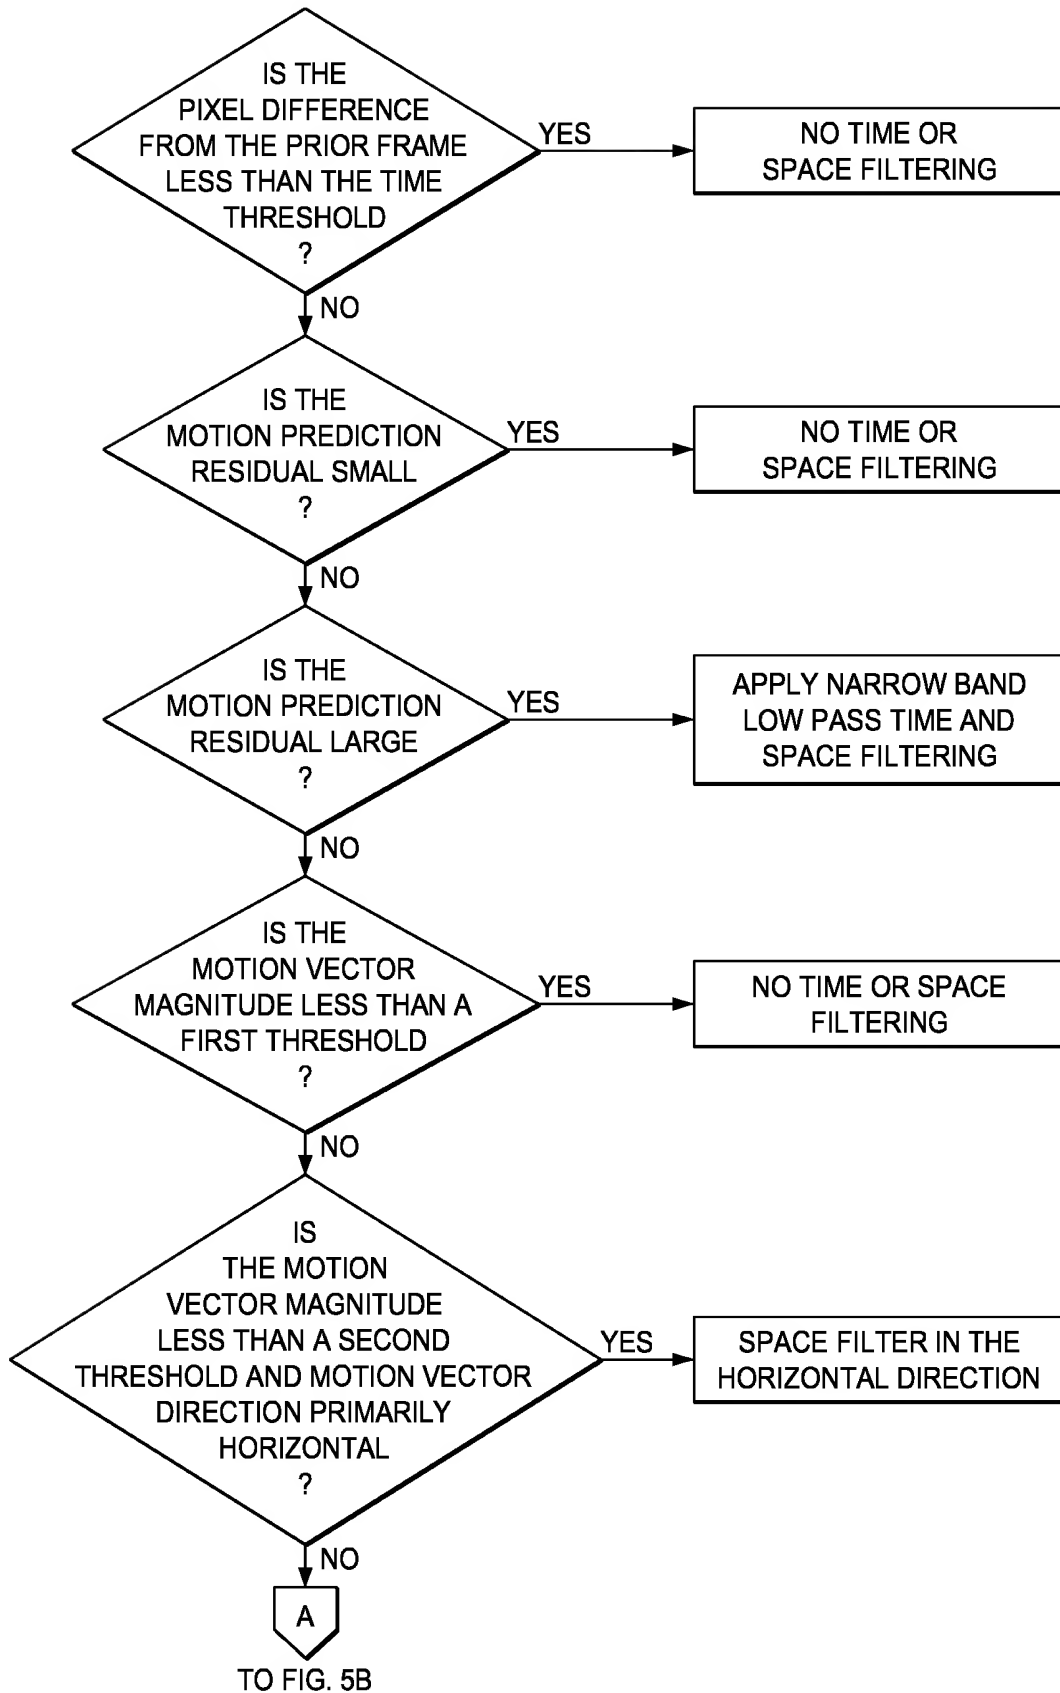 IS THE
PIXEL DIFFERENCE
FROM THE PRIOR FRAME
LESS THAN THE TIME
THRESHOLD
?
YES
NO TIME OR
SPACE FILTERING
NO
IS THE
MOTION PREDICTION
RESIDUAL SMALL
?
YES
NO TIME OR
SPACE FILTERING
NO
IS THE
MOTION PREDICTION
RESIDUAL LARGE
?
YES
APPLY NARROW BAND
LOW PASS TIME AND
SPACE FILTERING
NO
IS THE
MOTION VECTOR
MAGNITUDE LESS THAN A
FIRST THRESHOLD
?
YES
NO TIME OR SPACE
FILTERING
NO
IS
THE MOTION
VECTOR MAGNITUDE
LESS THAN A SECOND
THRESHOLD AND MOTION VECTOR
DIRECTION PRIMARILY
HORIZONTAL
?
YES
SPACE FILTER IN THE
HORIZONTAL DIRECTION
NO
A
TO FIG. 5B